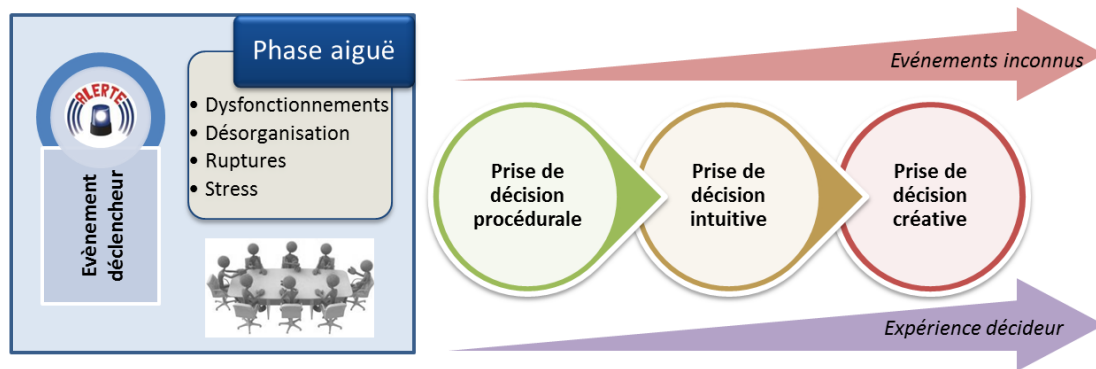 Phase aiguë
ALERTE
• Dysfonctionnements
• Désorganisation
• Ruptures
• Stress
Evènement
déclencheur
Evénements inconnus
Prise de
décision
procédurale
Prise de
décision
intuitive
Prise de
décision
créative
Expérience décideur